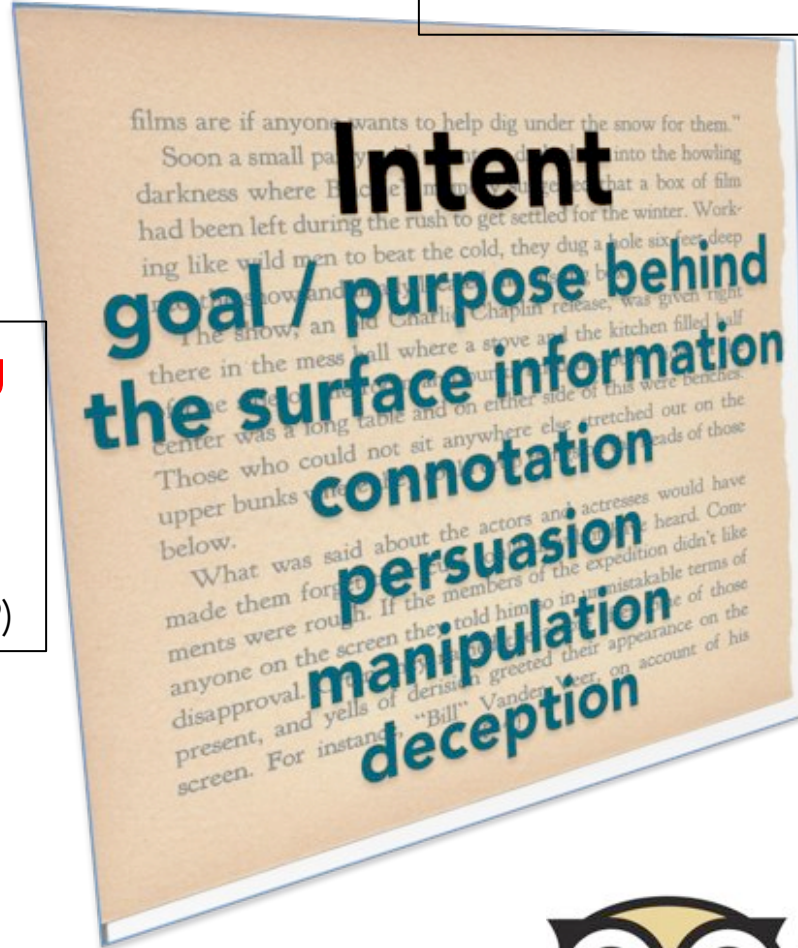 Intent
goal / purpose behind
the surface information
connotation
persuasion
manipulation
deception
films are if anyone wants to help dig under the snow for them."
Soon a small into the howling
darkness where that a box of film
had been left during the rush to get settled for the winter. Work-
ing like wild men to beat the cold, they dug a hole six feet deep
The show, an old Charlie Chaplin release, was given right
there in the mess hall where a stove and the kitchen filled half
center was a long table and on either side of this were benches.
Those who could not sit anywhere else stretched out on the
upper bunks heads of those
below.
What was said about the actors and actresses would have
made them heard. Com-
ments were rough. If the members of the expedition didn't like
anyone on the screen they told him so in unmistakable terms of
disapproval. of those
present, and yells of derision greeted their appearance on the
screen. For instance, "Bill" Vander Veer, on account of his